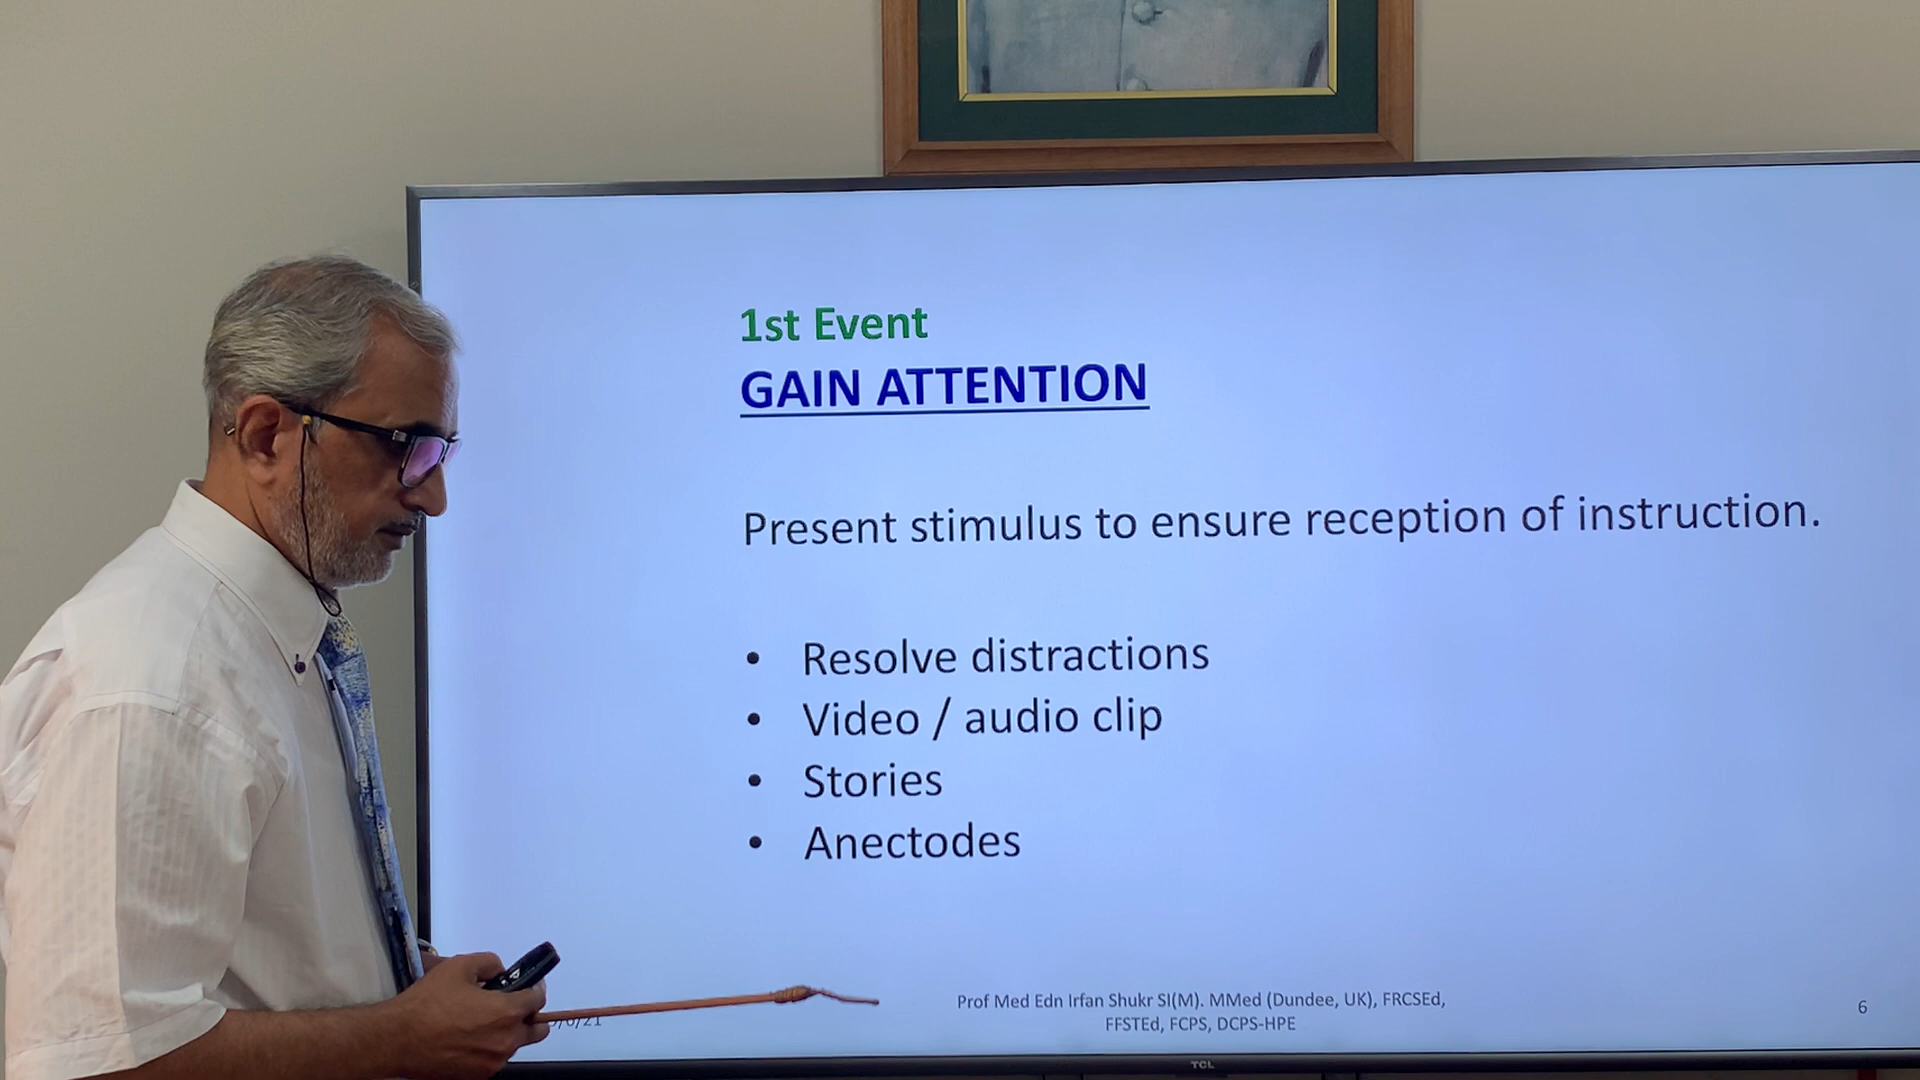 1st Event
GAIN ATTENTION
Present stimulus to ensure reception of instruction.
• Resolve distractions
• Video / audio clip
• Stories
• Anectodes
Prof Med Edn Irfan Shukr SI(M). MMed (Dundee, UK), FRCSEd,
FFSTEd, FCPS, DCPS-HPE
6
TCL